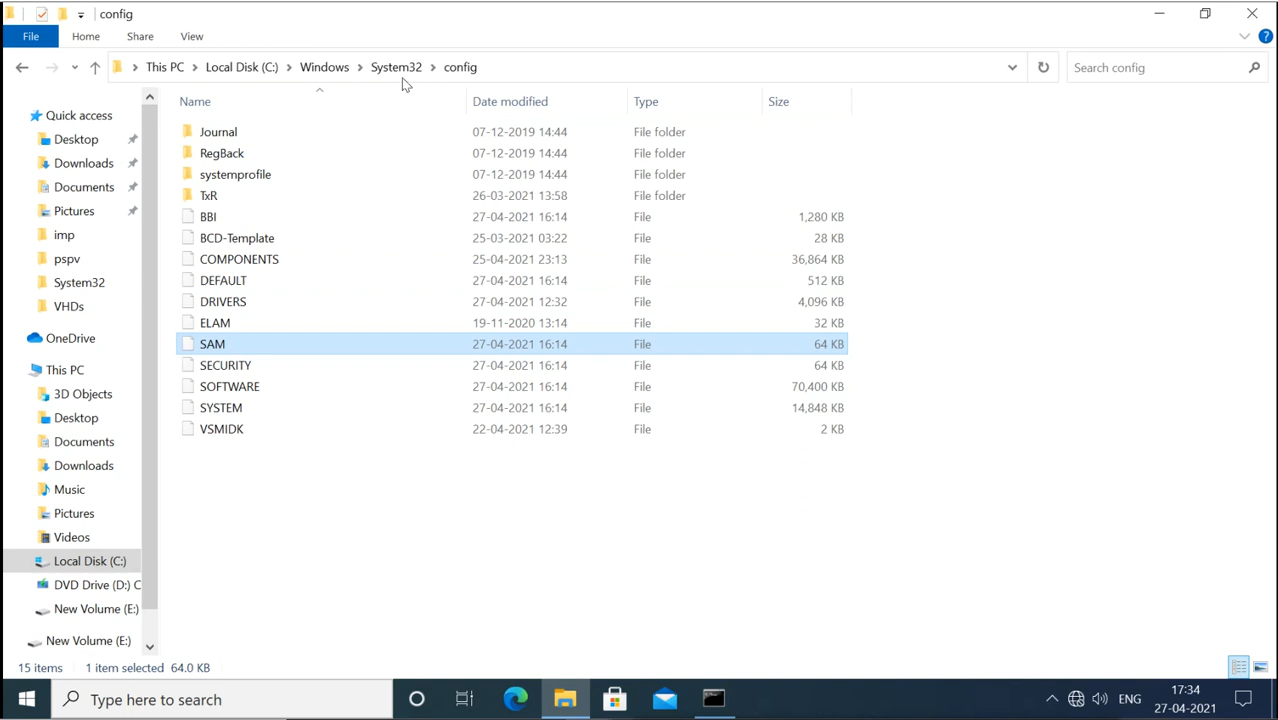 config
File Home Share View
This PC Local Disk (C:) Windows System32 config Search config
Name Date modified Type Size
Quick access
Desktop
Downloads
Documents
Pictures
imp
pspv
System32
VHDs
OneDrive
This PC
3D Objects
Desktop
Documents
Downloads
Music
Pictures
Videos
Local Disk (C:)
DVD Drive (D:) C
New Volume (E:)
New Volume (E:)
Journal 07-12-2019 14:44 File folder
RegBack 07-12-2019 14:44 File folder
systemprofile 07-12-2019 14:44 File folder
TxR 26-03-2021 13:58 File folder
BBI 27-04-2021 16:14 File 1,280 KB
BCD-Template 25-03-2021 03:22 File 28 KB
COMPONENTS 25-04-2021 23:13 File 36,864 KB
DEFAULT 27-04-2021 16:14 File 512 KB
DRIVERS 27-04-2021 12:32 File 4,096 KB
ELAM 19-11-2020 13:14 File 32 KB
SAM 27-04-2021 16:14 File 64 KB
SECURITY 27-04-2021 16:14 File 64 KB
SOFTWARE 27-04-2021 16:14 File 70,400 KB
SYSTEM 27-04-2021 16:14 File 14,848 KB
VSMIDK 22-04-2021 12:39 File 2 KB
15 items 1 item selected 64.0 KB
Type here to search
ENG
17:34
27-04-2021